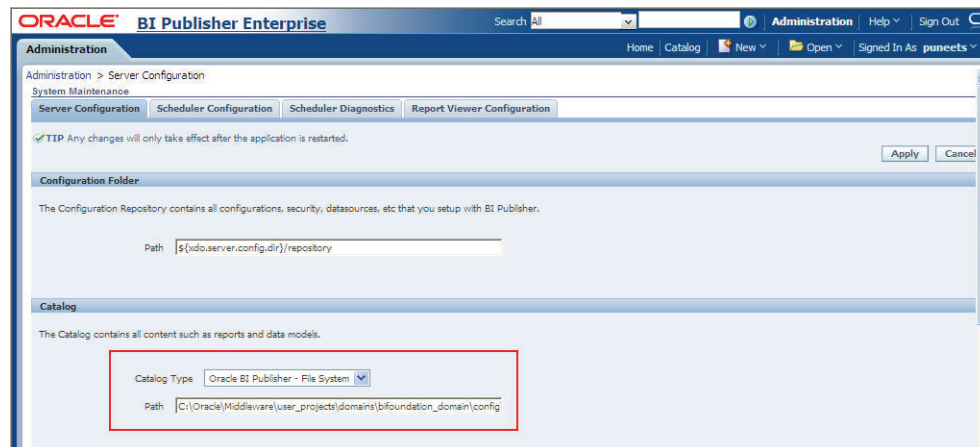 ORACLE BI Publisher Enterprise Search All Administration Help Sign Out
Administration Home Catalog New Open Signed In As puneets
Administration > Server Configuration
System Maintenance
Server Configuration Scheduler Configuration Scheduler Diagnostics Report Viewer Configuration
TIP Any changes will only take effect after the application is restarted.
Apply Cancel
Configuration Folder
The Configuration Repository contains all configurations, security, datasources, etc that you setup with BI Publisher.
Path ${xdo.server.config.dir}/repository
Catalog
The Catalog contains all content such as reports and data models.
Catalog Type Oracle BI Publisher - File System
Path C:\Oracle\Middleware\user_projects\domains\bifoundation_domain\config